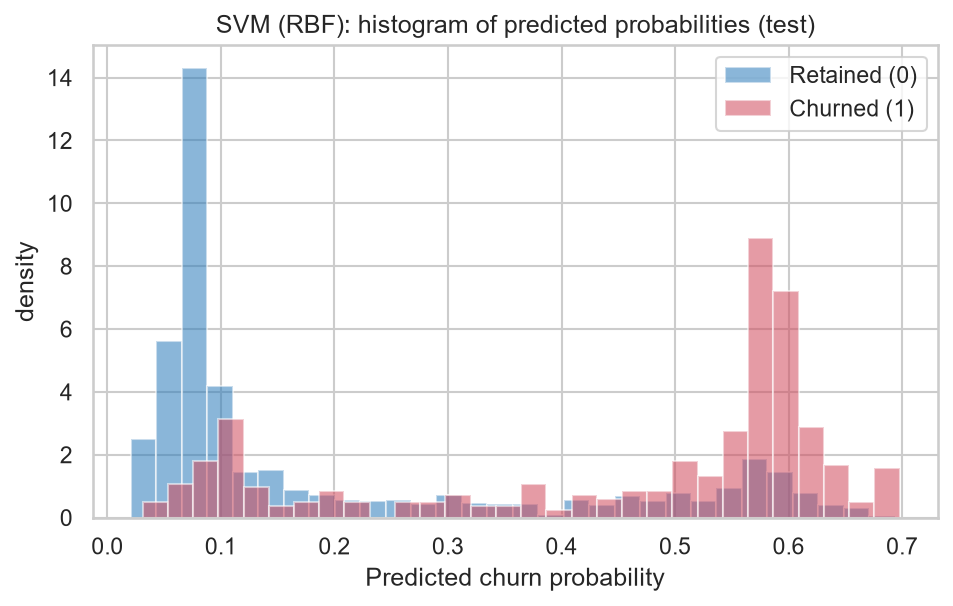 SVM (RBF): histogram of predicted probabilities (test)
Retained (0)
Churned (1)
density
14
12
10
8
6
4
2
0
0.0 0.1 0.2 0.3 0.4 0.5 0.6 0.7
Predicted churn probability